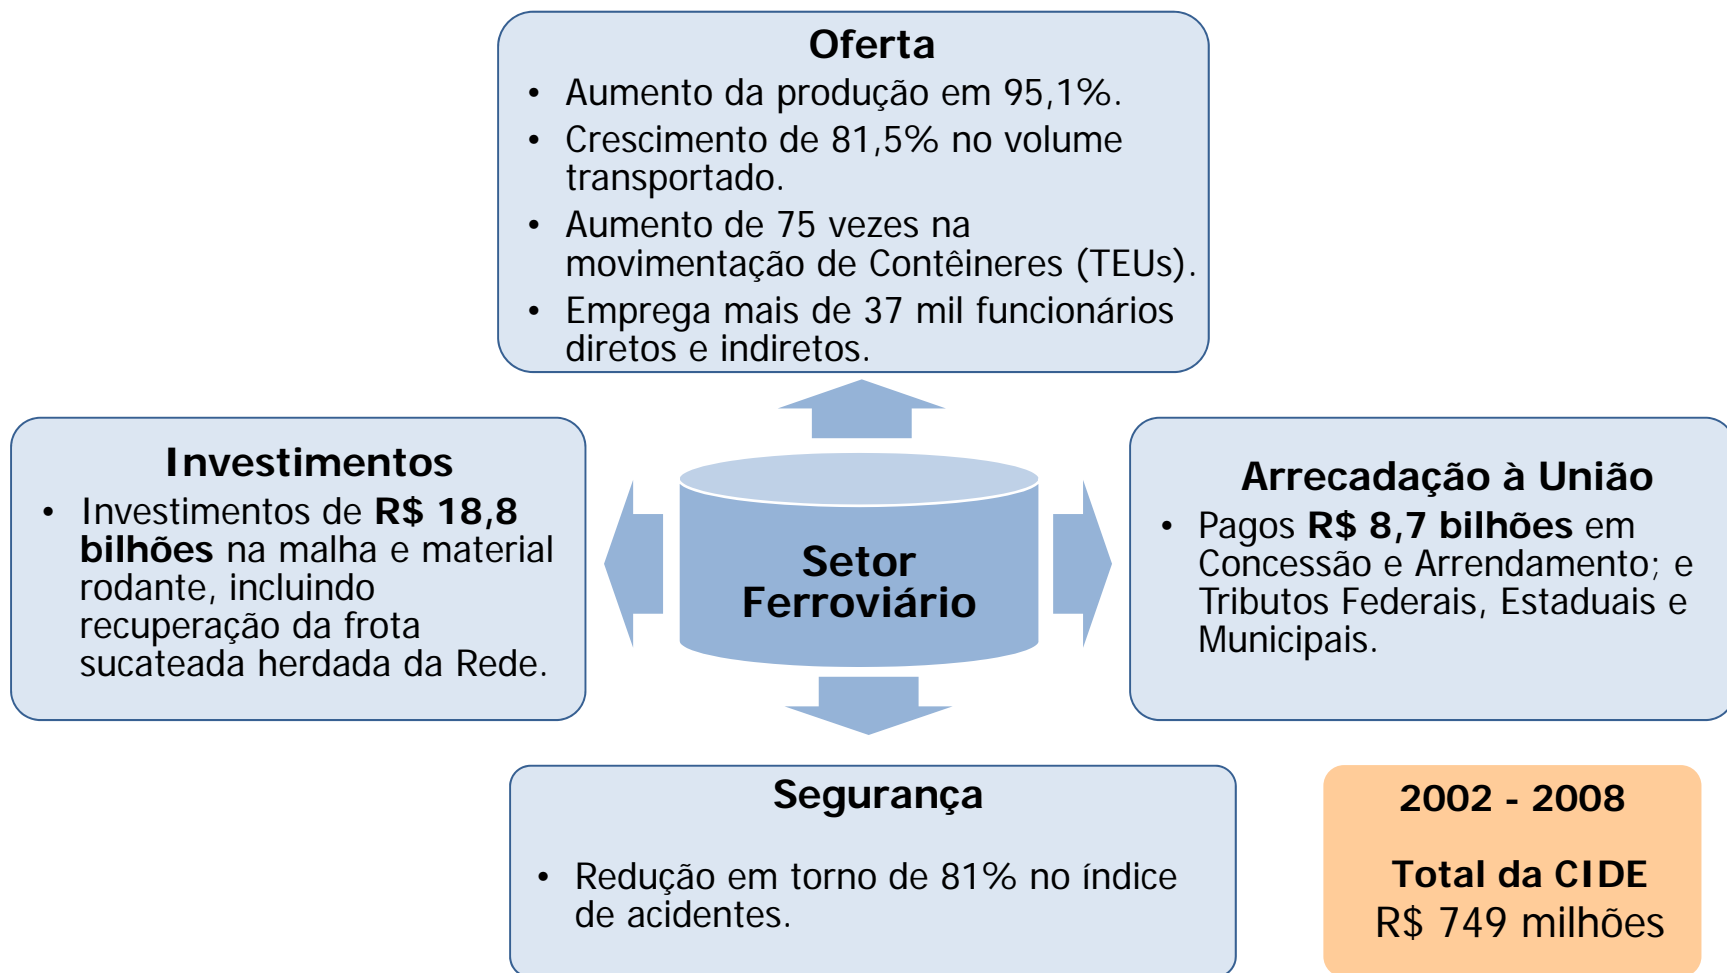 Oferta
• Aumento da produção em 95,1%.
• Crescimento de 81,5% no volume
transportado.
• Aumento de 75 vezes na
movimentação de Contêineres (TEUs).
• Emprega mais de 37 mil funcionários
diretos e indiretos.
Investimentos
• Investimentos de R$ 18,8
bilhões na malha e material
rodante, incluindo
recuperação da frota
sucateada herdada da Rede.
Setor
Ferroviário
Arrecadação à União
• Pagos R$ 8,7 bilhões em
Concessão e Arrendamento; e
Tributos Federais, Estaduais e
Municipais.
Segurança
• Redução em torno de 81% no índice
de acidentes.
2002 - 2008
Total da CIDE
R$ 749 milhões